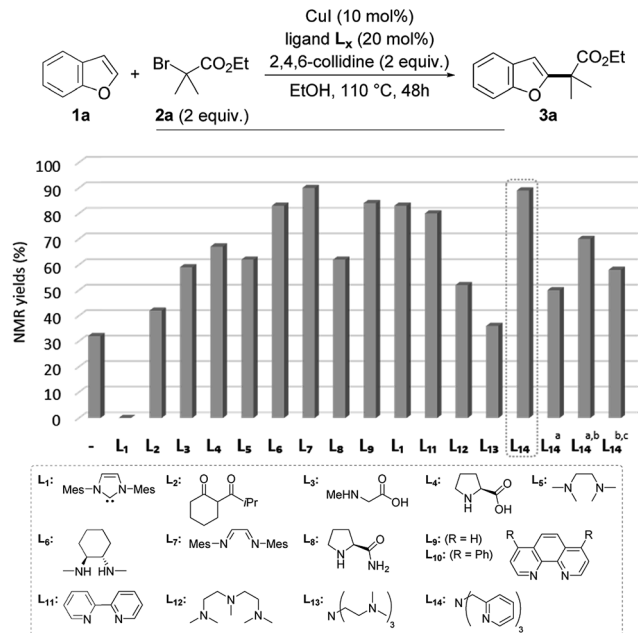 CuI (10 mol%)
ligand Lx (20 mol%)
2,4,6-collidine (2 equiv.)
EtOH, 110 °C, 48h
O
1a
+
Br
CO2Et
2a (2 equiv.)
O
CO2Et
3a
NMR yields (%)
100
90
80
70
60
50
40
30
20
10
0
- L1 L2 L3 L4 L5 L6 L7 L8 L9 L1 L11 L12 L13 L14 L14a L14a,b L14b,c
L1: Mes N N Mes
L2: O O iPr
L3: MeHN O OH
L4: N H O OH
L5: N N
L6: NH HN
L7: Mes N N Mes
L8: N H O NH2
L9: (R = H)
L10: (R = Ph)
R R N N
L11: N N
L12: N N N
L13: N ( N )3
L14: N ( N )3